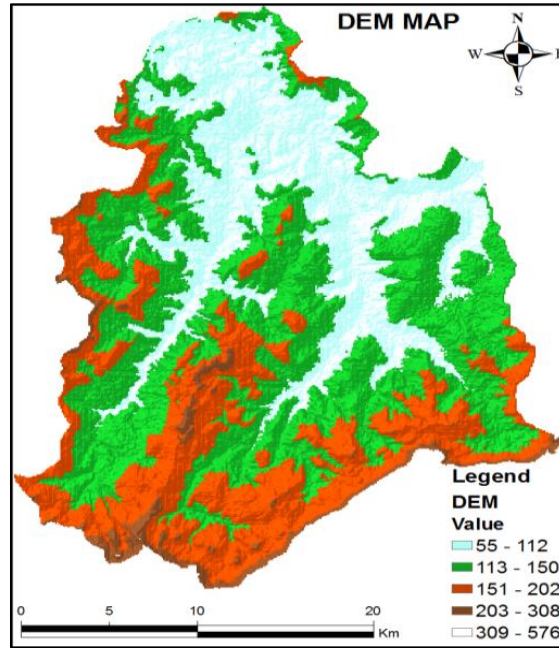 DEM MAP
N
W
E
S
Legend
DEM
Value
55 - 112
113 - 150
151 - 202
203 - 308
309 - 576
0 5 10 20
Km